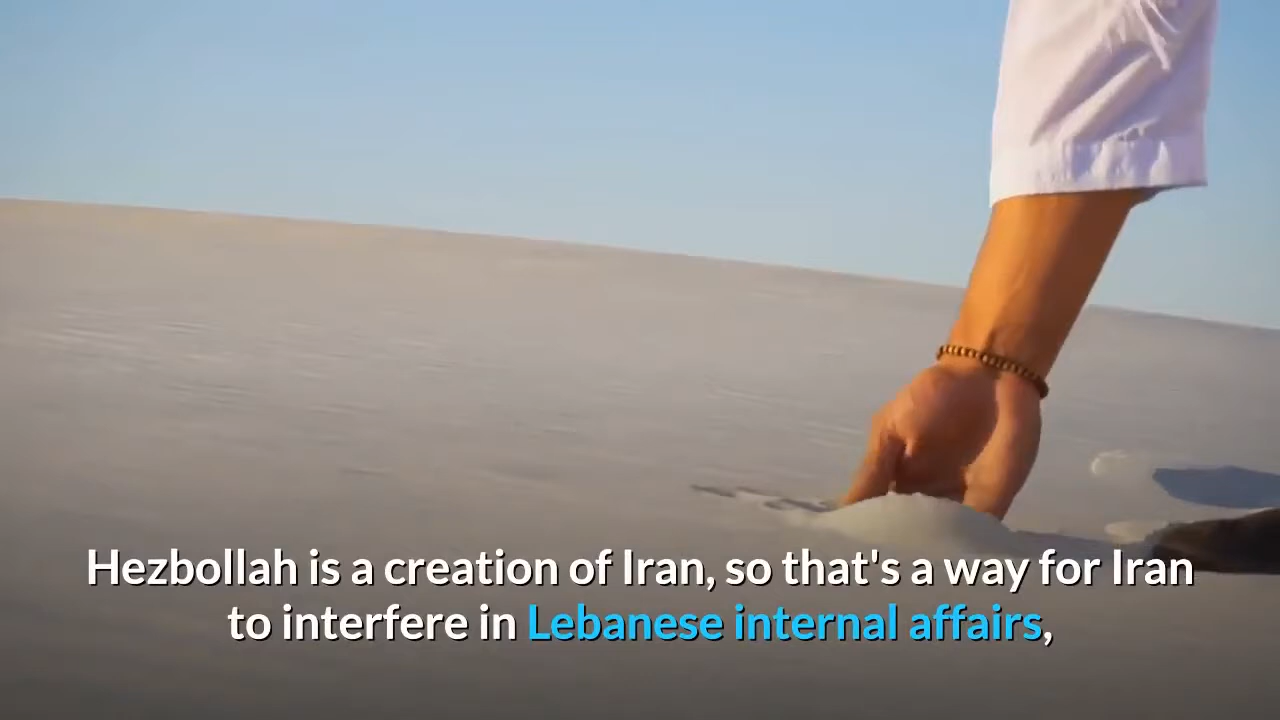 Hezbollah is a creation of Iran, so that's a way for Iran
to interfere in Lebanese internal affairs,